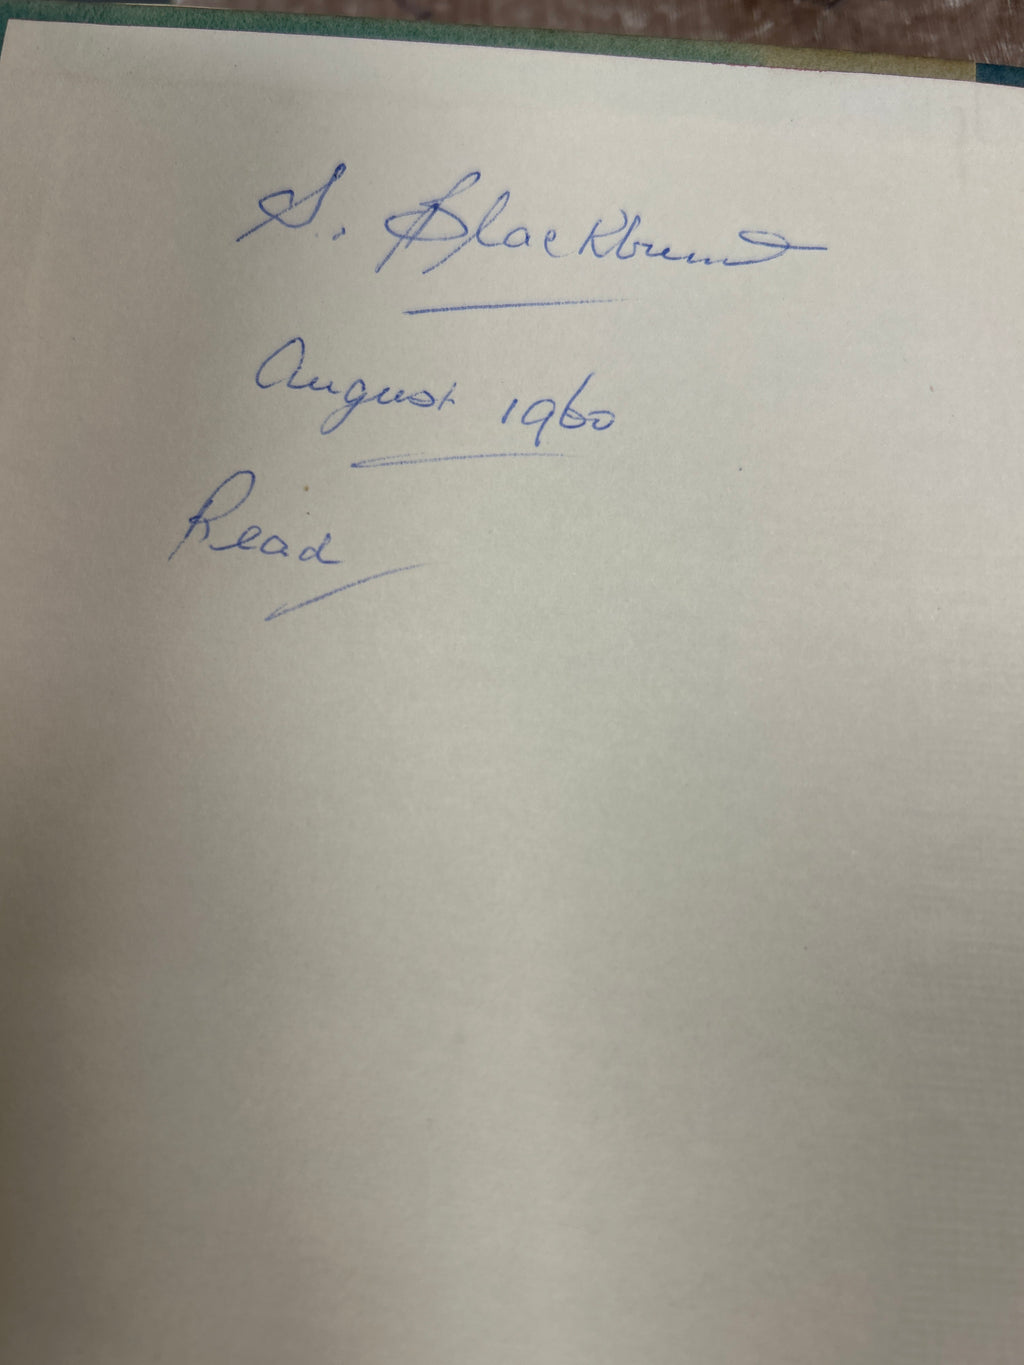 S. Blackburn
August 1960
Read